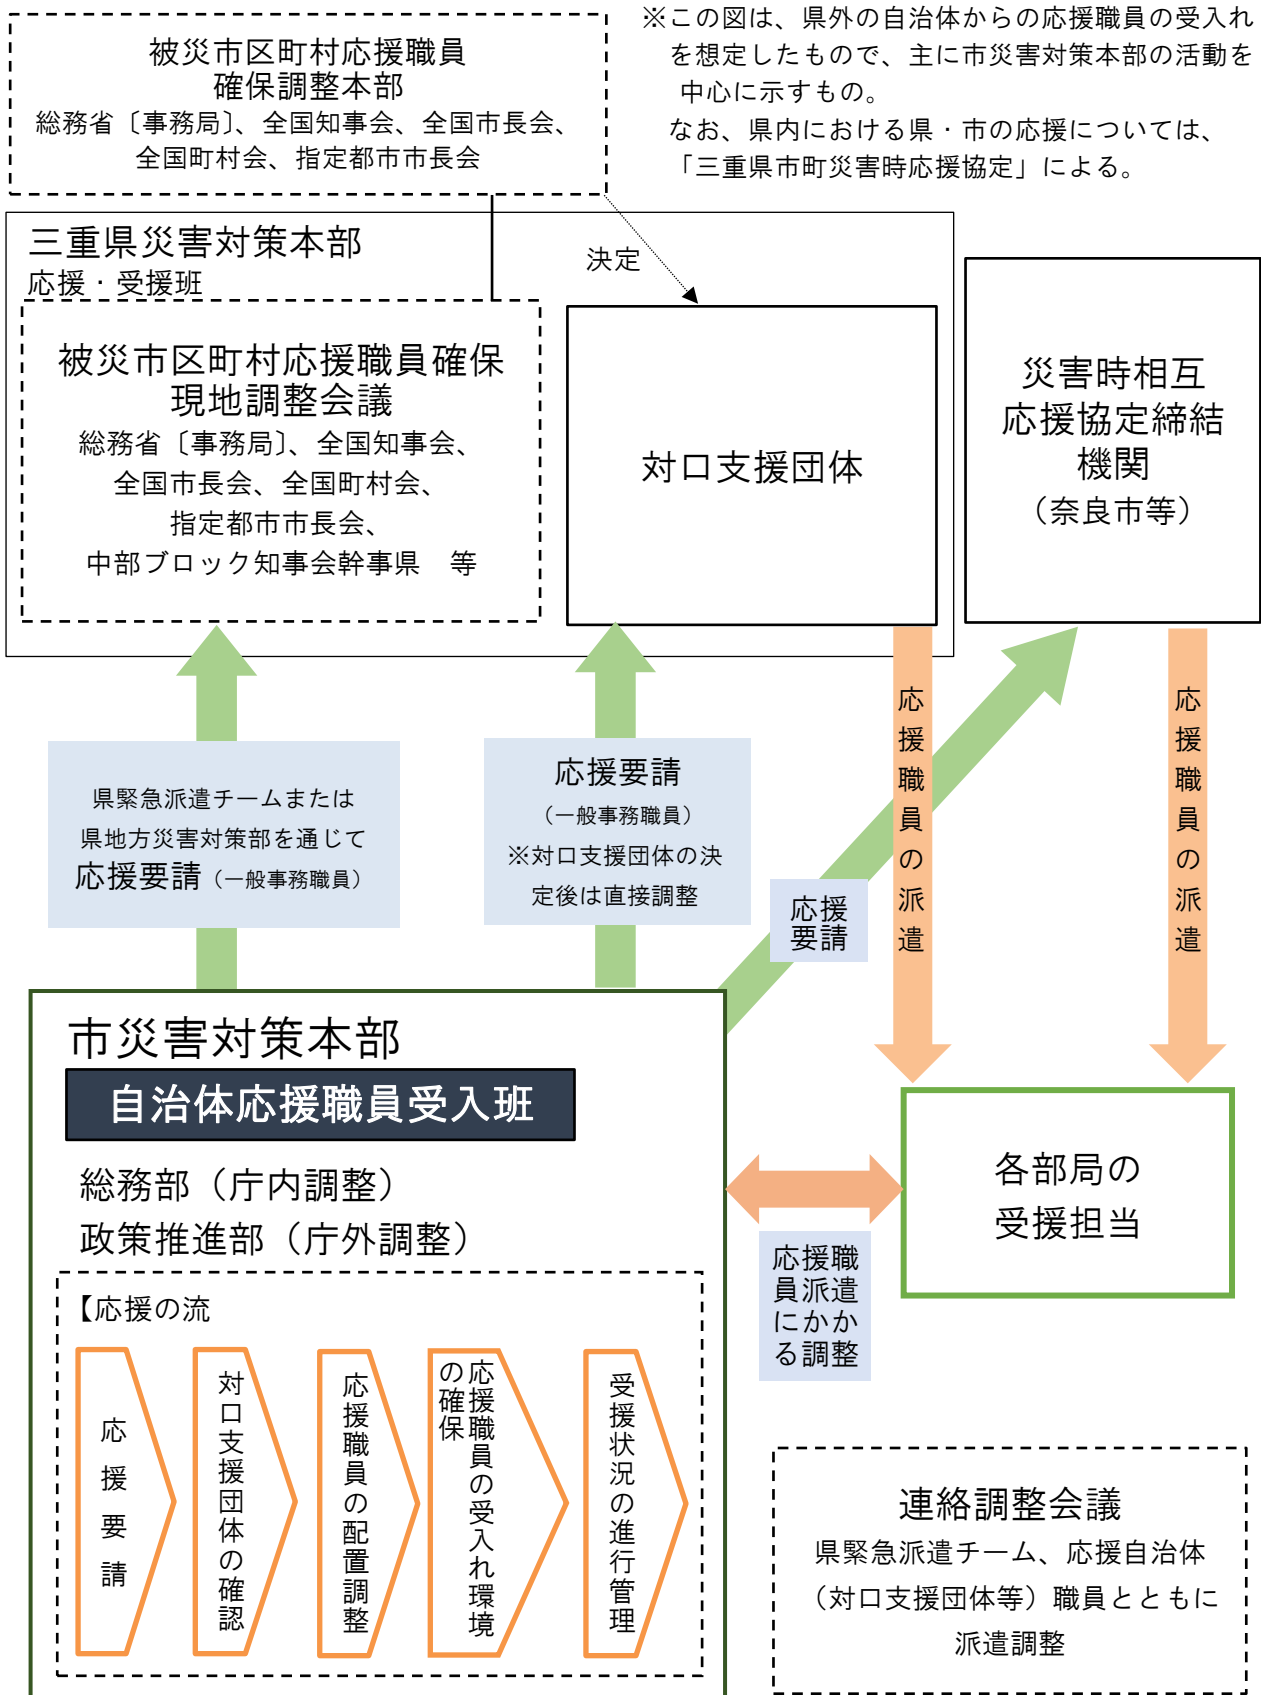 ※この図は、県外の自治体からの応援職員の受入れ
を想定したもので、主に市災害対策本部の活動を
中心に示すもの。
なお、県内における県・市の応援については、
「三重県市町災害時応援協定」による。
被災市区町村応援職員
確保調整本部
総務省〔事務局〕、全国知事会、全国市長会、
全国町村会、指定都市市長会
三重県災害対策本部
応援・受援班
決定
被災市区町村応援職員確保
現地調整会議
総務省〔事務局〕、全国知事会、
全国市長会、全国町村会、
指定都市市長会、
中部ブロック知事会幹事県　等
対口支援団体
災害時相互
応援協定締結
機関
（奈良市等）
県緊急派遣チームまたは
県地方災害対策部を通じて
応援要請（一般事務職員）
応援要請
（一般事務職員）
※対口支援団体の決
定後は直接調整
応援
要請
応援職員の派遣
応援職員の派遣
市災害対策本部
自治体応援職員受入班
総務部（庁内調整）
政策推進部（庁外調整）
【応援の流
応援要請
対口支援団体の確認
応援職員の配置調整
応援職員の受入れ環境
の確保
受援状況の進行管理
各部局の
受援担当
応援職
員派遣
にかか
る調整
連絡調整会議
県緊急派遣チーム、応援自治体
（対口支援団体等）職員とともに
派遣調整